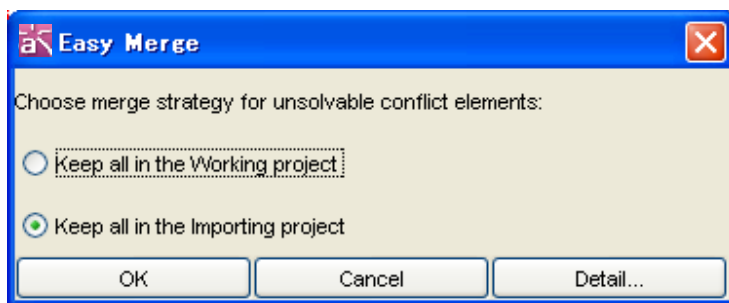 Easy Merge
Choose merge strategy for unsolvable conflict elements:
Keep all in the Working project
Keep all in the Importing project
OK Cancel Detail...